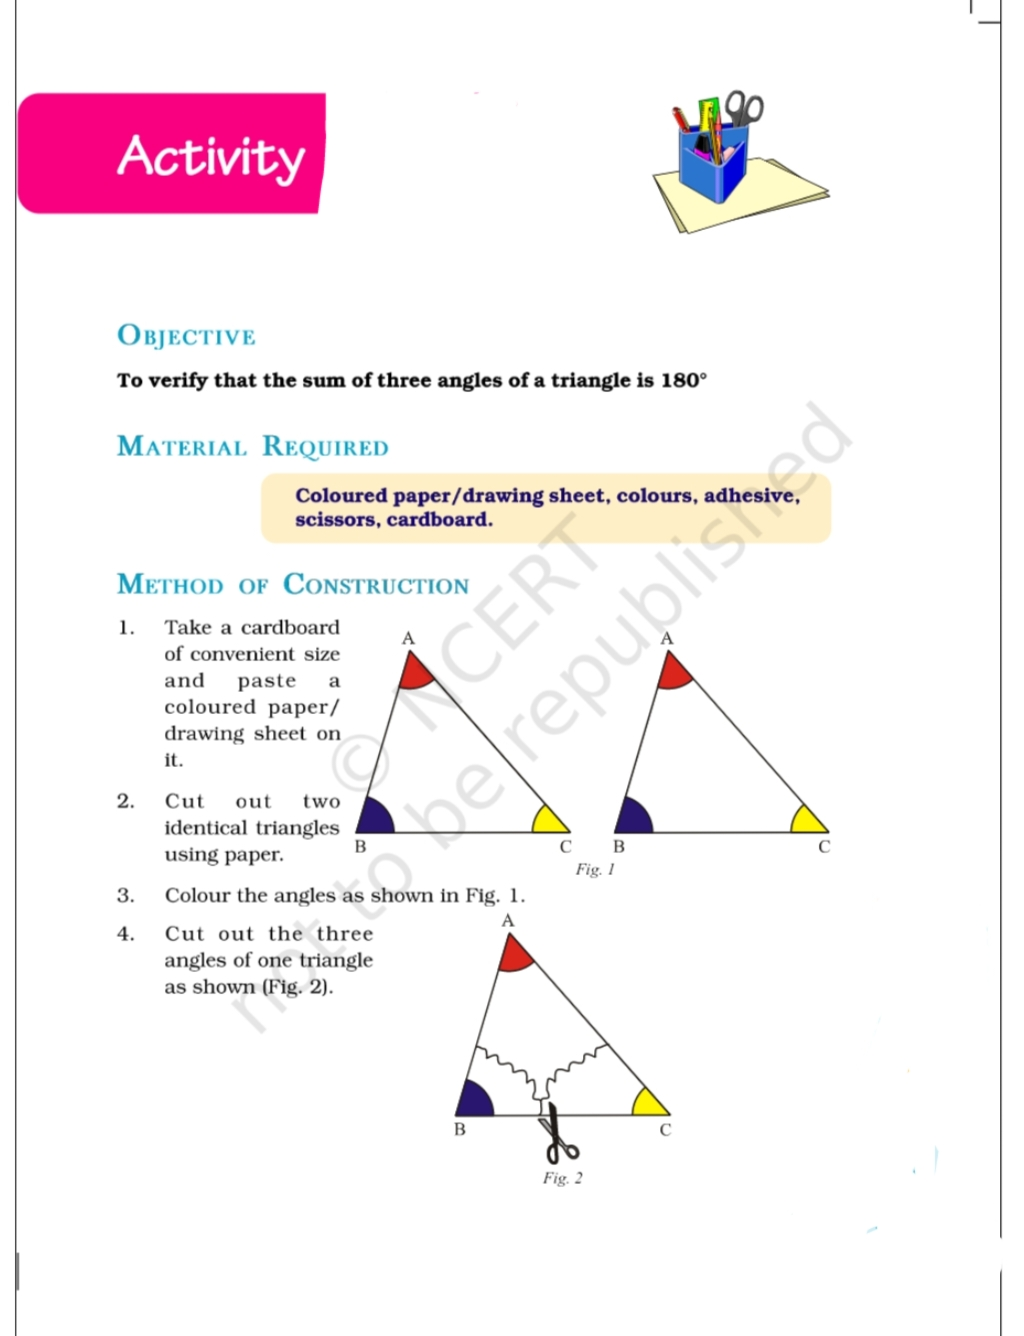 Activity
OBJECTIVE
To verify that the sum of three angles of a triangle is 180°
MATERIAL REQUIRED
Coloured paper/drawing sheet, colours, adhesive,
scissors, cardboard.
METHOD OF CONSTRUCTION
1. Take a cardboard
of convenient size
and paste a
coloured paper/
drawing sheet on
it.
2. Cut out two
identical triangles
using paper.
A
B
C
A
B
C
Fig. 1
3. Colour the angles as shown in Fig. 1.
4. Cut out the three
angles of one triangle
as shown (Fig. 2).
A
B
C
Fig. 2
© NCERT
not to be republished